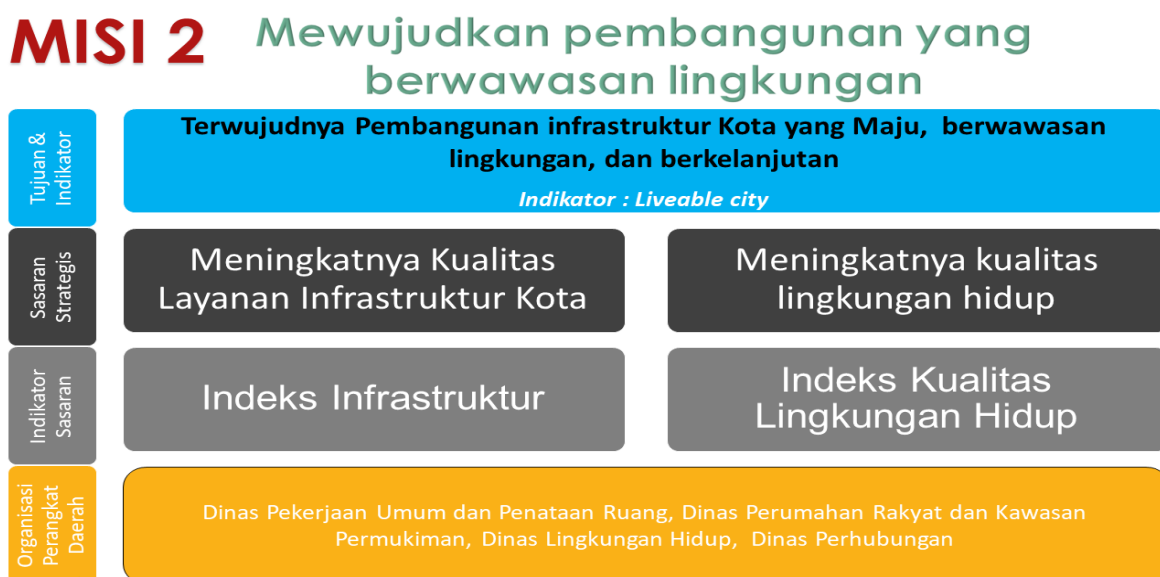 MISI 2
Mewujudkan pembangunan yang
berwawasan lingkungan
Tujuan &
Indikator
Terwujudnya Pembangunan infrastruktur Kota yang Maju, berwawasan
lingkungan, dan berkelanjutan
Indikator : Liveable city
Sasaran
Strategis
Meningkatnya Kualitas
Layanan Infrastruktur Kota
Meningkatnya kualitas
lingkungan hidup
Indikator
Sasaran
Indeks Infrastruktur
Indeks Kualitas
Lingkungan Hidup
Organisasi
Perangkat
Daerah
Dinas Pekerjaan Umum dan Penataan Ruang, Dinas Perumahan Rakyat dan Kawasan
Permukiman, Dinas Lingkungan Hidup, Dinas Perhubungan